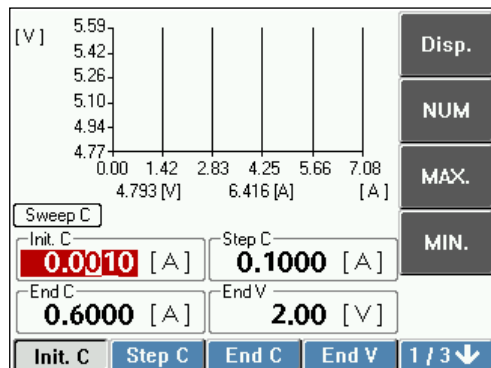 [V]
5.59
5.42
5.26
5.10
4.94
4.77
0.00 1.42 2.83 4.25 5.66 7.08
4.793 [V] 6.416 [A] [A]
Sweep C
Init. C Step C
0.0010 [A] 0.1000 [A]
End C End V
0.6000 [A] 2.00 [V]
Disp.
NUM
MAX.
MIN.
Init. C Step C End C End V 1/3